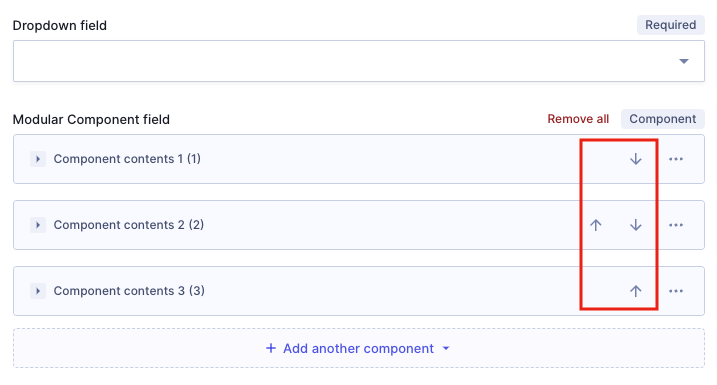 Dropdown field
Required
Modular Component field
Remove all
Component
Component contents 1 (1)
Component contents 2 (2)
Component contents 3 (3)
+ Add another component